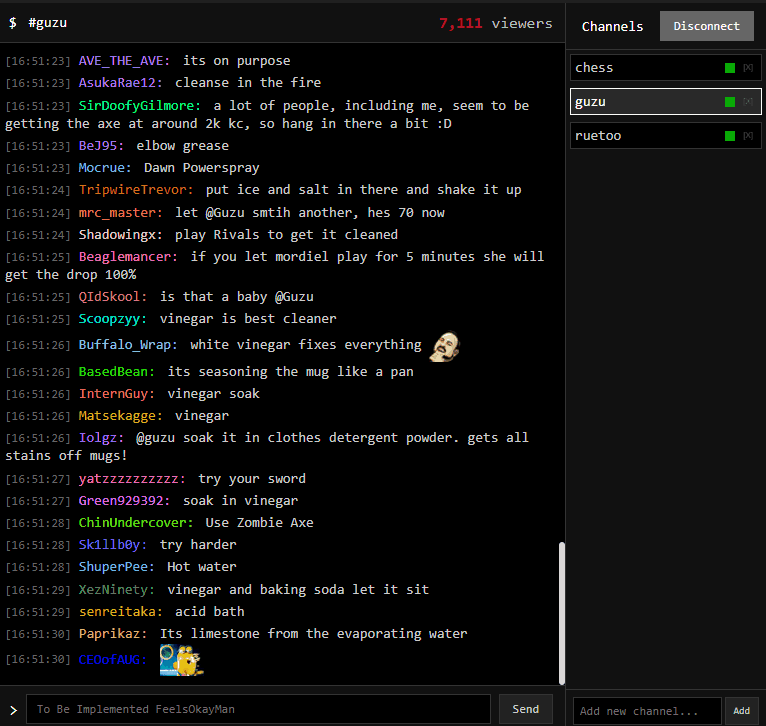 $ #guzu
7,111 viewers
[16:51:23] AVE_THE_AVE: its on purpose
[16:51:23] AsukaRae12: cleanse in the fire
[16:51:23] SirDoofyGilmore: a lot of people, including me, seem to be
getting the axe at around 2k kc, so hang in there a bit :D
[16:51:23] BeJ95: elbow grease
[16:51:23] Mocrue: Dawn Powerspray
[16:51:24] TripwireTrevor: put ice and salt in there and shake it up
[16:51:24] mrc_master: let @Guzu smtih another, hes 70 now
[16:51:24] Shadowingx: play Rivals to get it cleaned
[16:51:25] Beaglemancer: if you let mordiel play for 5 minutes she will
get the drop 100%
[16:51:25] QIdSkool: is that a baby @Guzu
[16:51:25] Scoopzyy: vinegar is best cleaner
[16:51:26] Buffalo_Wrap: white vinegar fixes everything
[16:51:26] BasedBean: its seasoning the mug like a pan
[16:51:26] InternGuy: vinegar soak
[16:51:26] Matsekagge: vinegar
[16:51:26] Iolgz: @guzu soak it in clothes detergent powder. gets all
stains off mugs!
[16:51:27] yatzzzzzzzzzz: try your sword
[16:51:27] Green929392: soak in vinegar
[16:51:28] ChinUndercover: Use Zombie Axe
[16:51:28] Sk1llb0y: try harder
[16:51:28] ShuperPee: Hot water
[16:51:29] XezNinety: vinegar and baking soda let it sit
[16:51:29] senreitaka: acid bath
[16:51:30] Paprikaz: Its limestone from the evaporating water
[16:51:30] CEOofAUG:
> To Be Implemented FeelsOkayMan
Send
Channels
Disconnect
chess [X]
guzu [X]
ruetoo [X]
Add new channel...
Add